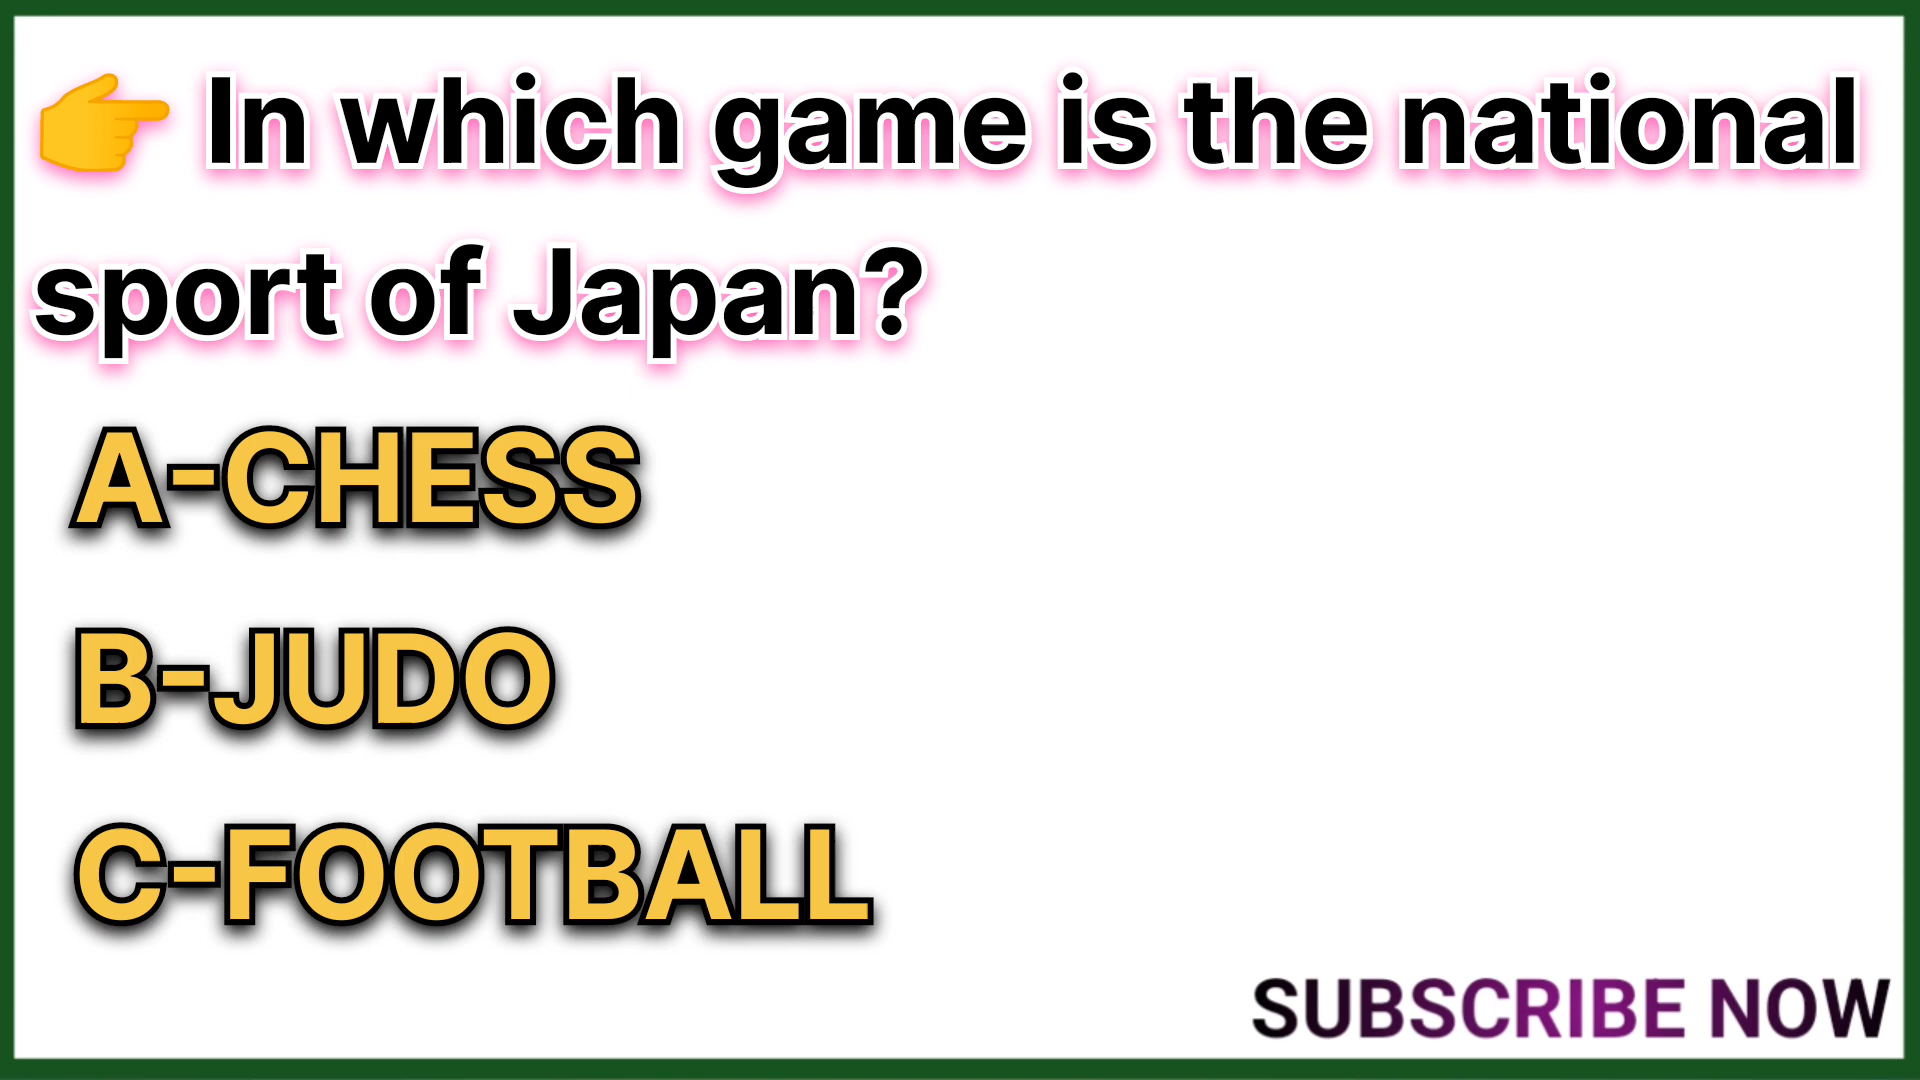 👉 In which game is the national
sport of Japan?
A-CHESS
B-JUDO
C-FOOTBALL
SUBSCRIBE NOW